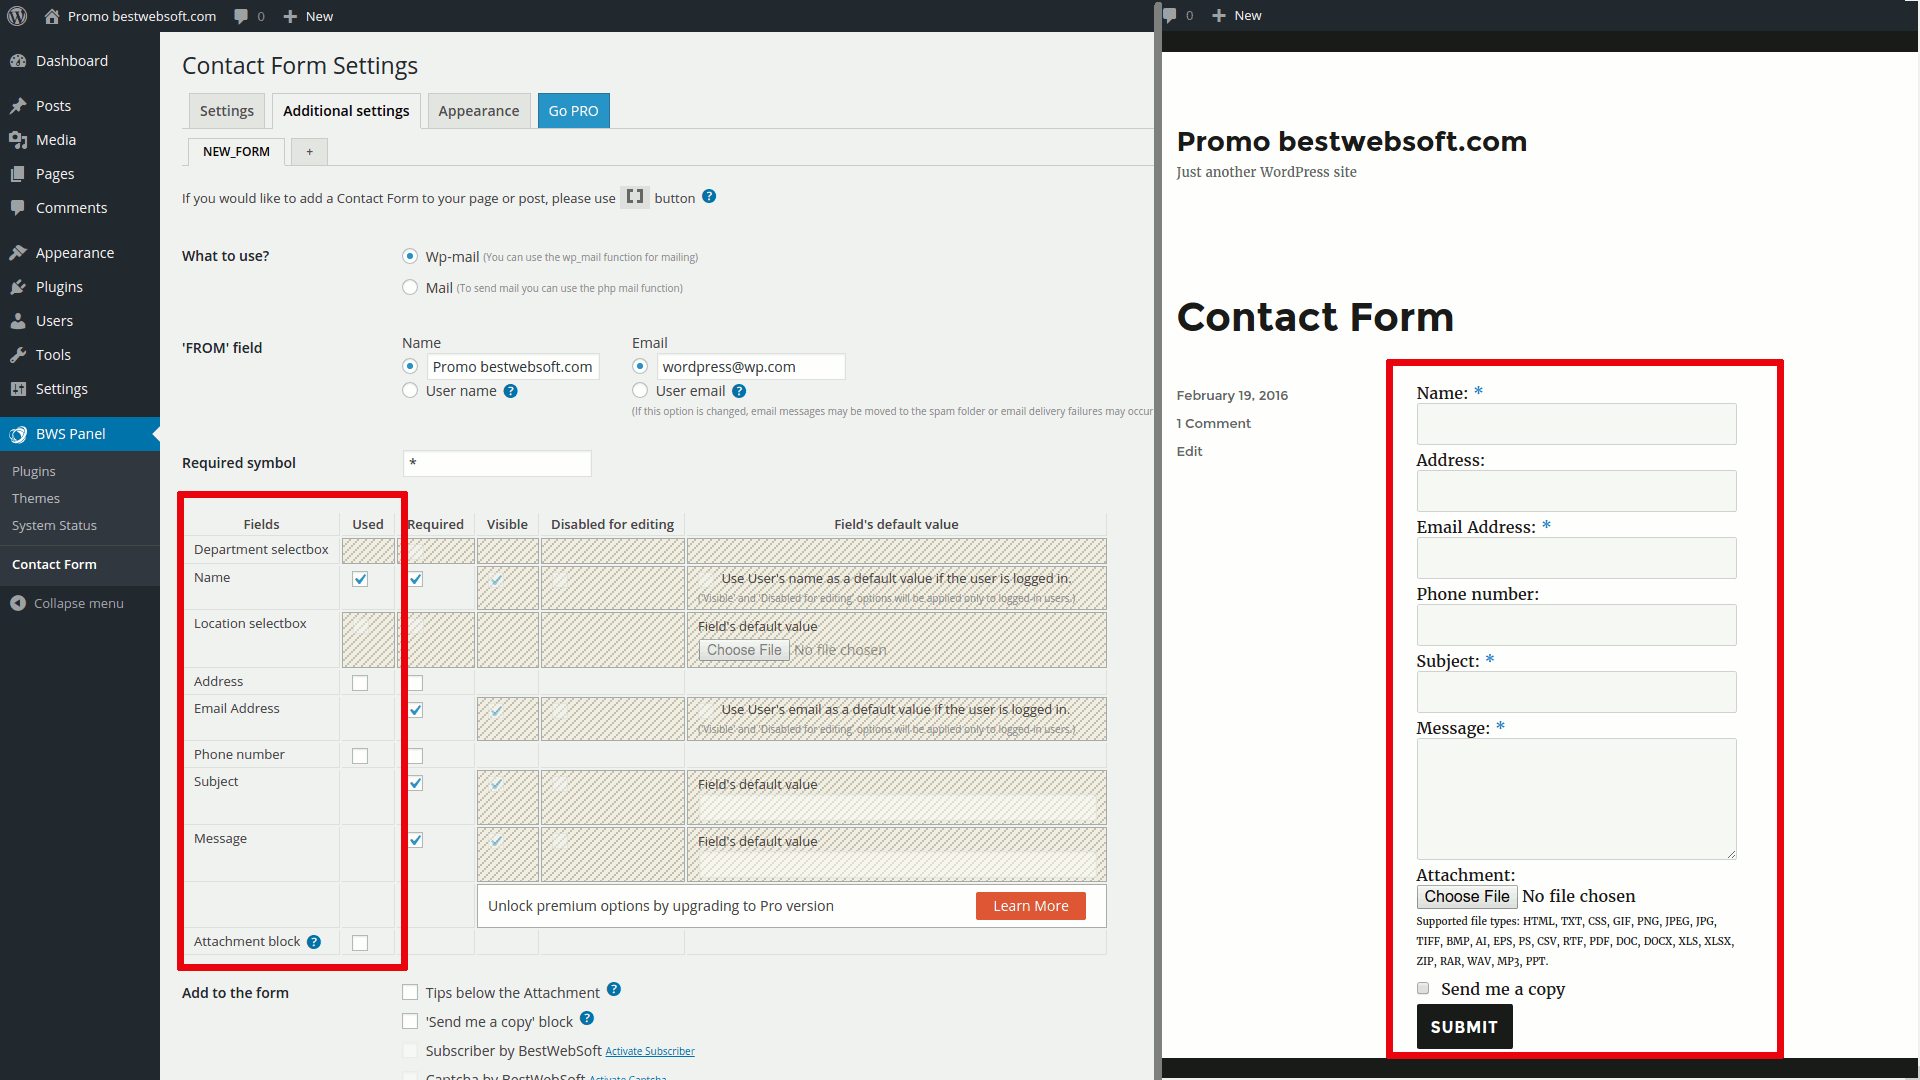 Promo bestwebsoft.com 0 New
Dashboard
Posts
Media
Pages
Comments
Appearance
Plugins
Users
Tools
Settings
BWS Panel
Plugins
Themes
System Status
Contact Form
Collapse menu
Contact Form Settings
Settings Additional settings Appearance Go PRO
NEW_FORM +
If you would like to add a Contact Form to your page or post, please use [ ] button ?
What to use?
Wp-mail (You can use the wp_mail function for mailing)
Mail (To send mail you can use the php mail function)
'FROM' field
Name Email
Promo bestwebsoft.com wordpress@wp.com
User name ? User email ?
(If this option is changed, email messages may be moved to the spam folder or email delivery failures may occur
Required symbol *
Fields Used Required Visible Disabled for editing Field's default value
Department selectbox
Name Use User's name as a default value if the user is logged in.
('Visible' and 'Disabled for editing' options will be applied only to logged-in users.)
Location selectbox Field's default value
Choose File No file chosen
Address
Email Address Use User's email as a default value if the user is logged in.
('Visible' and 'Disabled for editing' options will be applied only to logged-in users.)
Phone number
Subject Field's default value
Message Field's default value
Unlock premium options by upgrading to Pro version Learn More
Attachment block ?
Add to the form
Tips below the Attachment ?
'Send me a copy' block ?
Subscriber by BestWebSoft Activate Subscriber
Captcha by BestWebSoft Activate Captcha
0 New
Promo bestwebsoft.com
Just another WordPress site
Contact Form
February 19, 2016
1 Comment
Edit
Name: *
Address:
Email Address: *
Phone number:
Subject: *
Message: *
Attachment:
Choose File No file chosen
Supported file types: HTML, TXT, CSS, GIF, PNG, JPEG, JPG,
TIFF, BMP, AI, EPS, PS, CSV, RTF, PDF, DOC, DOCX, XLS, XLSX,
ZIP, RAR, WAV, MP3, PPT.
Send me a copy
SUBMIT